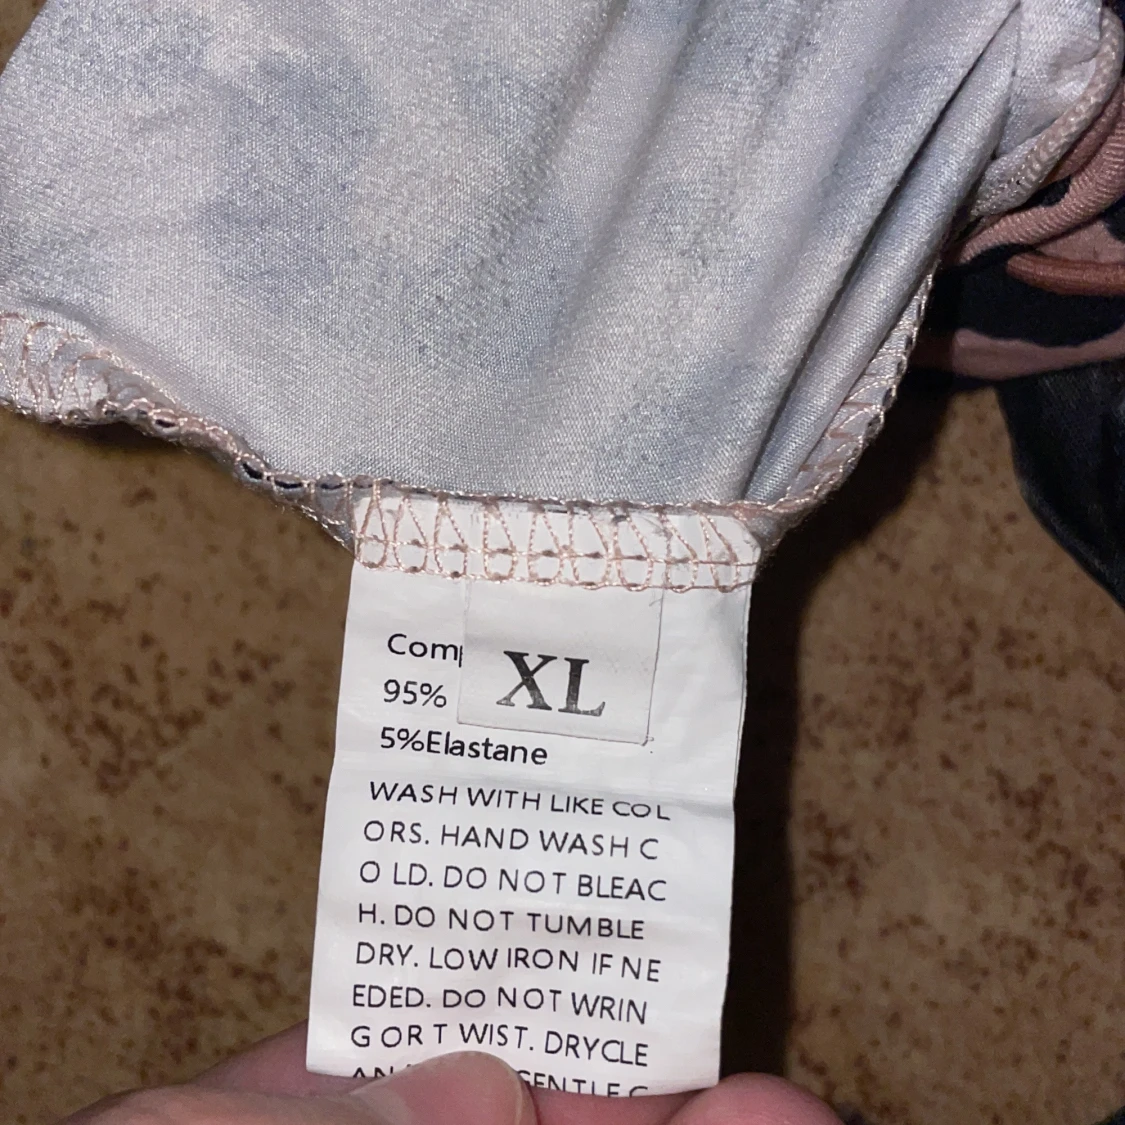 XL
95%
5%Elastane
WASH WITH LIKE COL
ORS. HAND WASH C
O LD. DO NOT BLEAC
H. DO NOT TUMBLE
DRY. LOW IRON IF NE
EDED. DO NOT WRIN
G OR T WIST. DRYCLE